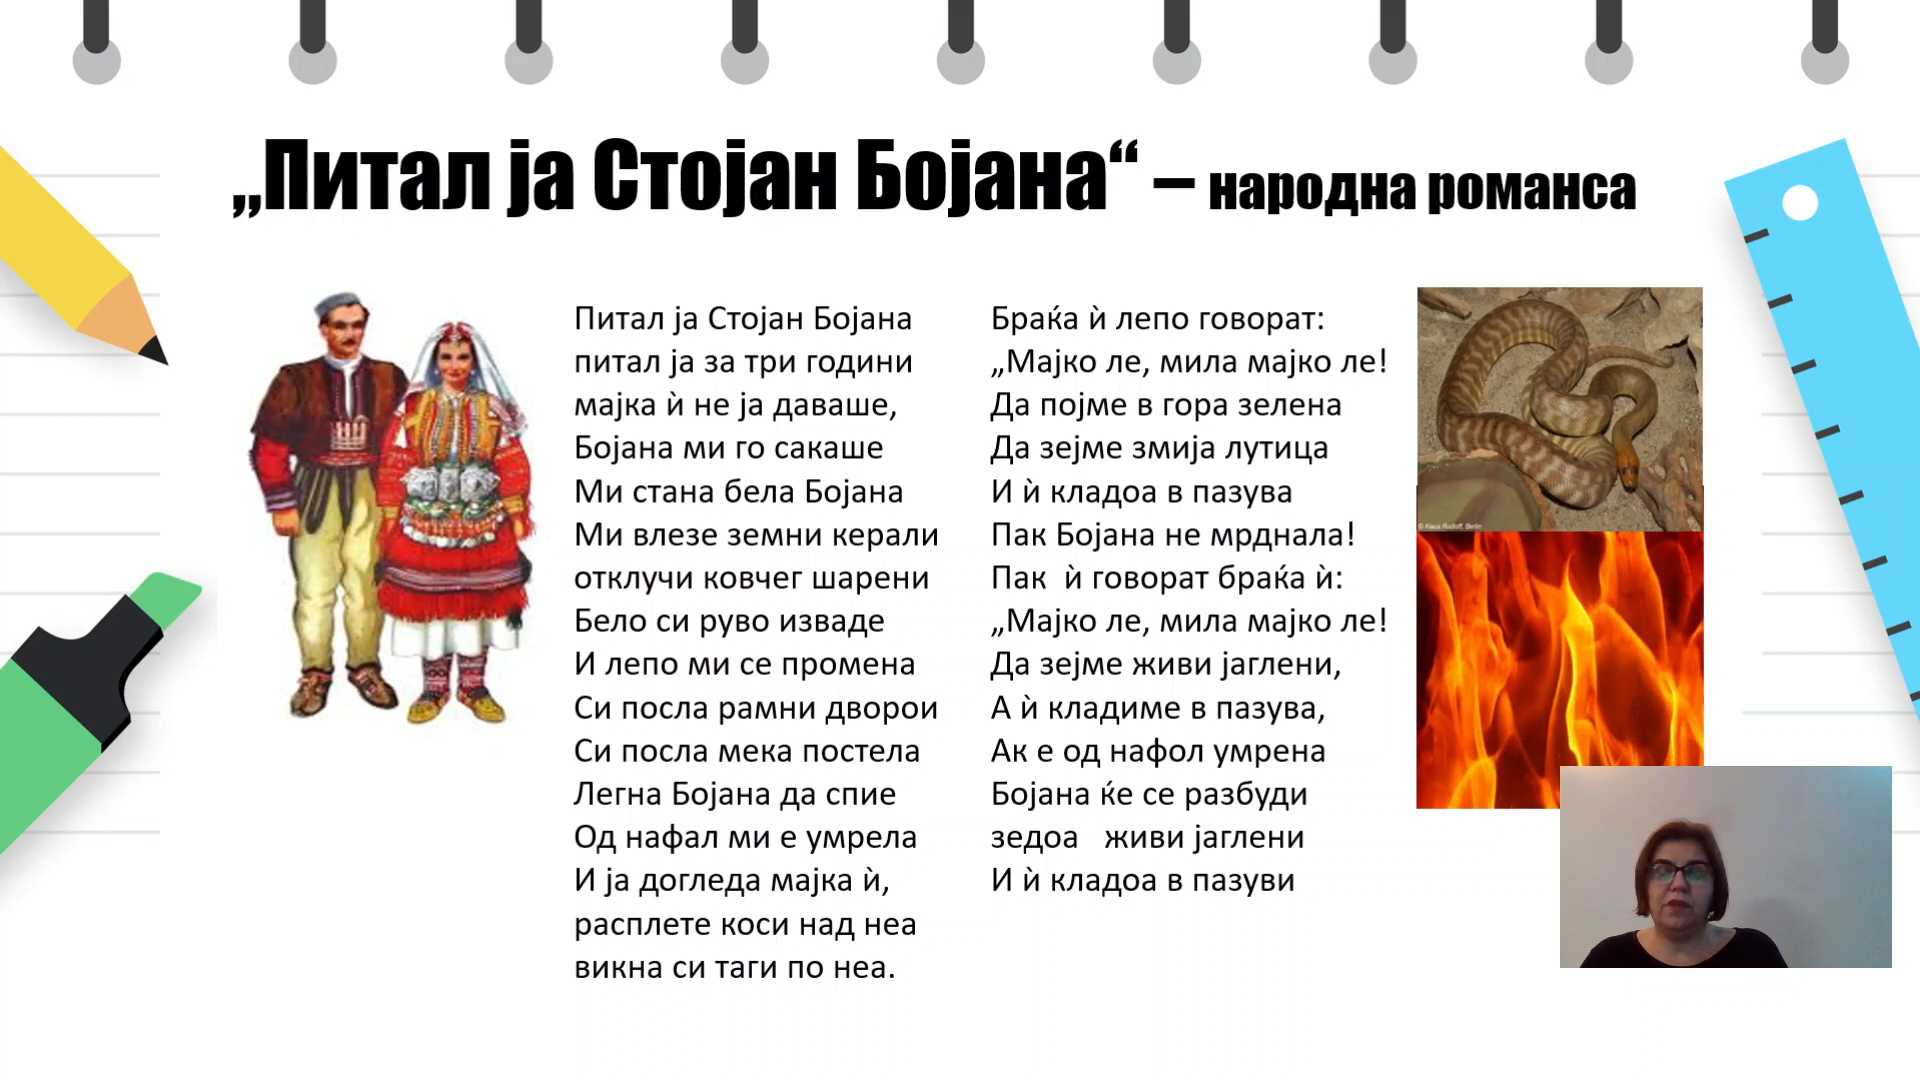 „Питал ја Стојан Бојана“ – народна романса
Питал ја Стојан Бојана
питал ја за три години
мајка ѝ не ја даваше,
Бојана ми го сакаше
Ми стана бела Бојана
Ми влезе земни керали
отклучи ковчег шарени
Бело си руво изваде
И лепо ми се промена
Си посла рамни дворои
Си посла мека постела
Легна Бојана да спие
Од нафал ми е умрела
И ја догледа мајка ѝ,
расплете коси над неа
викна си таги по неа.
Браќа ѝ лепо говорат:
„Мајко ле, мила мајко ле!
Да појме в гора зелена
Да зејме змија лутица
И ѝ кладоа в пазува
Пак Бојана не мрднала!
Пак  ѝ говорат браќа ѝ:
„Мајко ле, мила мајко ле!
Да зејме живи јаглени,
А ѝ кладиме в пазува,
Ак е од нафол умрена
Бојана ќе се разбуди
зедоа   живи јаглени
И ѝ кладоа в пазуви
© Klaus Rudloff, Berlin